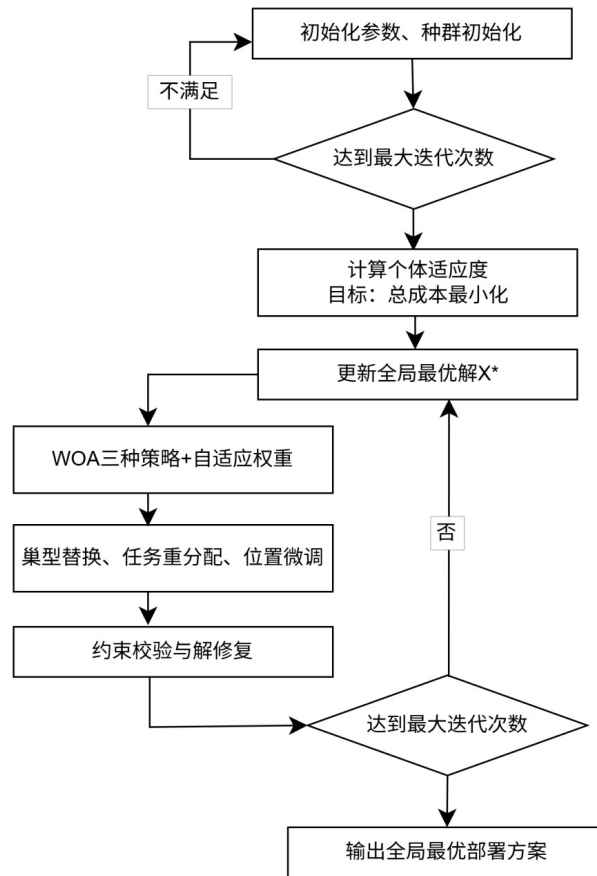 初始化参数、种群初始化
不满足
达到最大迭代次数
计算个体适应度
目标：总成本最小化
更新全局最优解X*
WOA三种策略+自适应权重
巢型替换、任务重分配、位置微调
否
约束校验与解修复
达到最大迭代次数
输出全局最优部署方案